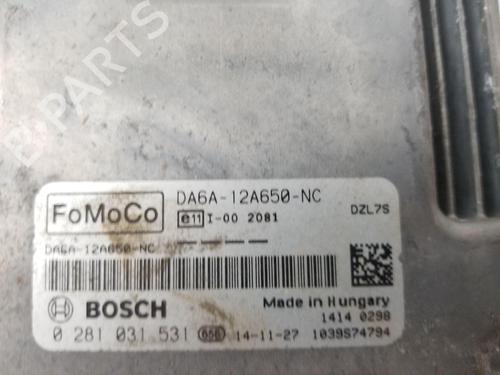 B-PARTS
FoMoCo
DA6A-12A650-NC
e11 I-00 2081
DZL7S
DA6A-12A650-NC
BOSCH
Made in Hungary
1414 0298
0 281 031 531 656 14-11-27 1039S74794